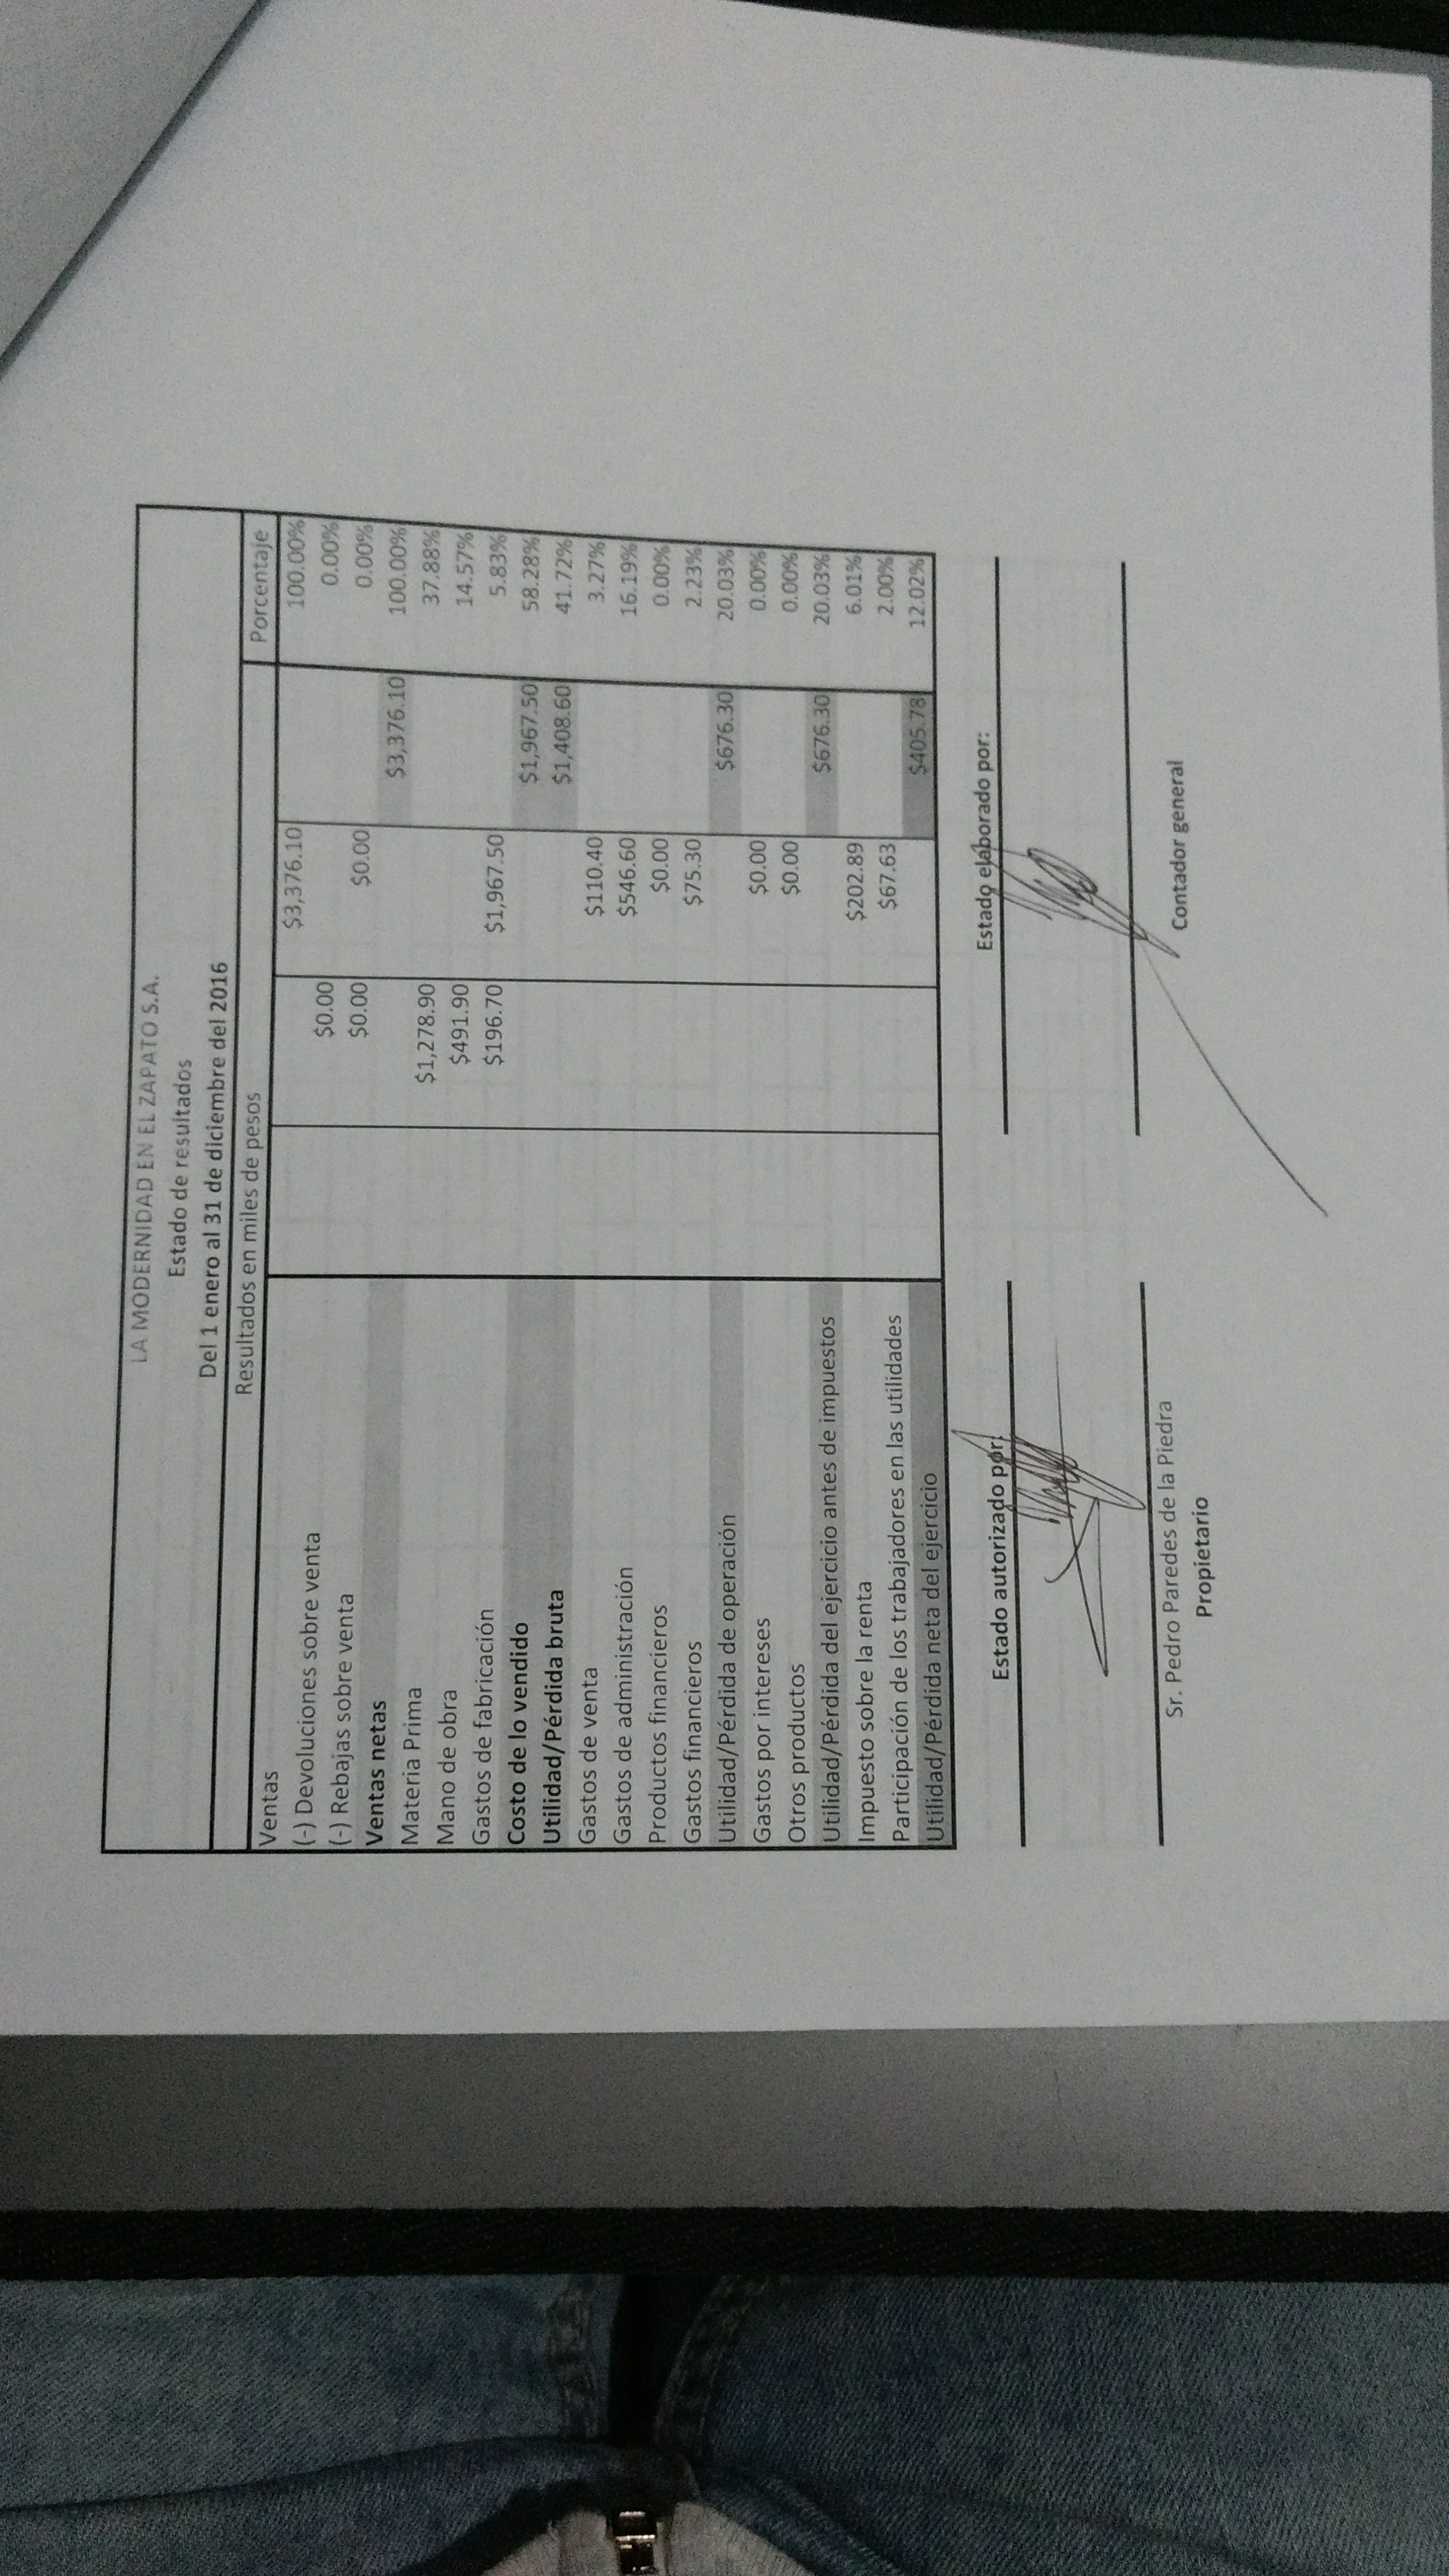 LA MODERNIDAD EN EL ZAPATO S.A.
Estado de resultados
Del 1 enero al 31 de diciembre del 2016
Resultados en miles de pesos Porcentaje
Ventas $3,376.10 100.00%
(-) Devoluciones sobre venta $0.00 0.00%
(-) Rebajas sobre venta $0.00 $0.00 0.00%
Ventas netas $3,376.10 100.00%
Materia Prima $1,278.90 37.88%
Mano de obra $491.90 14.57%
Gastos de fabricación $196.70 $1,967.50 5.83%
Costo de lo vendido $1,967.50 58.28%
Utilidad/Pérdida bruta $1,408.60 41.72%
Gastos de venta $110.40 3.27%
Gastos de administración $546.60 16.19%
Productos financieros $0.00 0.00%
Gastos financieros $75.30 2.23%
Utilidad/Pérdida de operación $676.30 20.03%
Gastos por intereses $0.00 0.00%
Otros productos $0.00 0.00%
Utilidad/Pérdida del ejercicio antes de impuestos $676.30 20.03%
Impuesto sobre la renta $202.89 6.01%
Participación de los trabajadores en las utilidades $67.63 2.00%
Utilidad/Pérdida neta del ejercicio $405.78 12.02%
Estado autorizado por: Estado elaborado por:
Sr. Pedro Paredes de la Piedra Contador general
Propietario